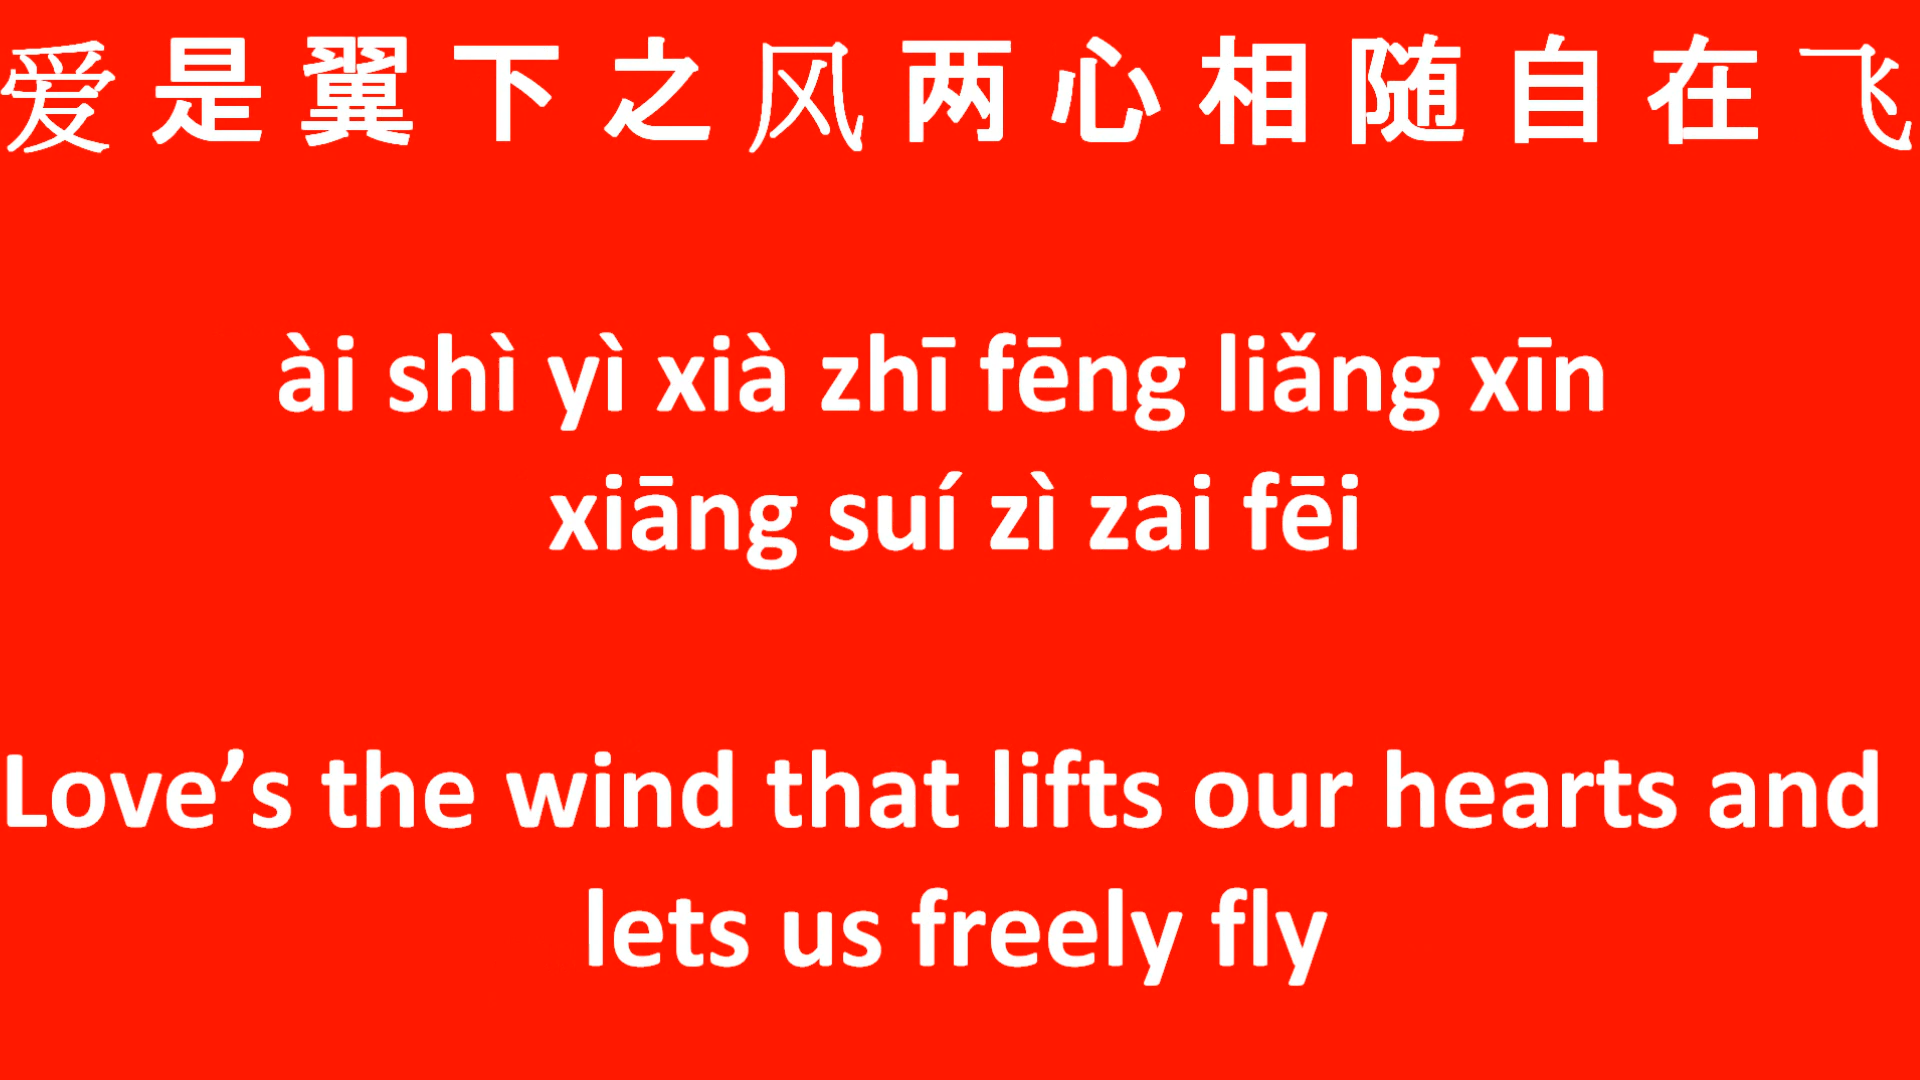 爱是翼下之风两心相随自在飞
ài shì yì xià zhī fēng liǎng xīn
xiāng suí zì zai fēi
Love’s the wind that lifts our hearts and
lets us freely fly